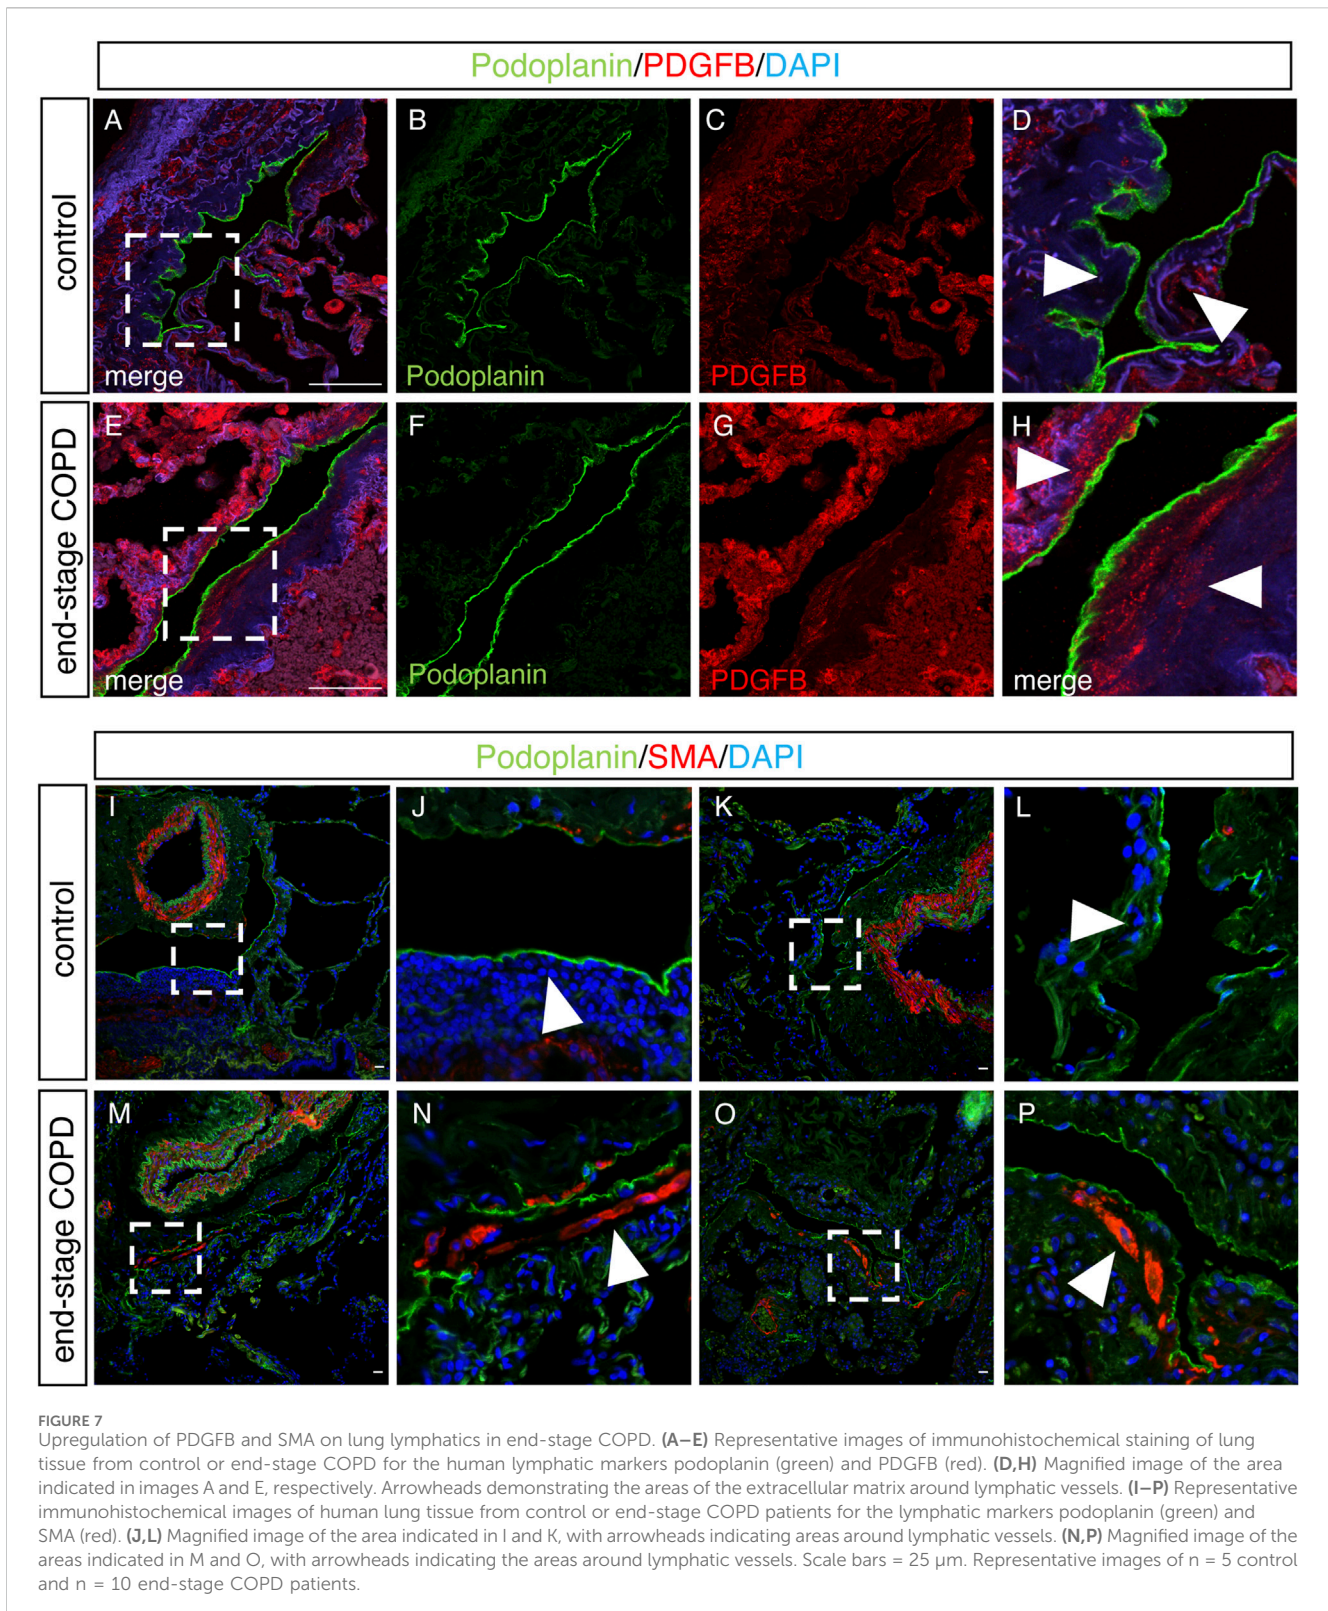 Podoplanin/PDGFB/DAPI
control
A
merge
B
Podoplanin
C
PDGFB
D
end-stage COPD
E
merge
F
Podoplanin
G
PDGFB
H
merge
Podoplanin/SMA/DAPI
control
I
J
K
L
end-stage COPD
M
N
O
P
FIGURE 7
Upregulation of PDGFB and SMA on lung lymphatics in end-stage COPD. (A–E) Representative images of immunohistochemical staining of lung
tissue from control or end-stage COPD for the human lymphatic markers podoplanin (green) and PDGFB (red). (D,H) Magnified image of the area
indicated in images A and E, respectively. Arrowheads demonstrating the areas of the extracellular matrix around lymphatic vessels. (I–P) Representative
immunohistochemical images of human lung tissue from control or end-stage COPD patients for the lymphatic markers podoplanin (green) and
SMA (red). (J,L) Magnified image of the area indicated in I and K, with arrowheads indicating areas around lymphatic vessels. (N,P) Magnified image of the
areas indicated in M and O, with arrowheads indicating the areas around lymphatic vessels. Scale bars = 25 µm. Representative images of n = 5 control
and n = 10 end-stage COPD patients.